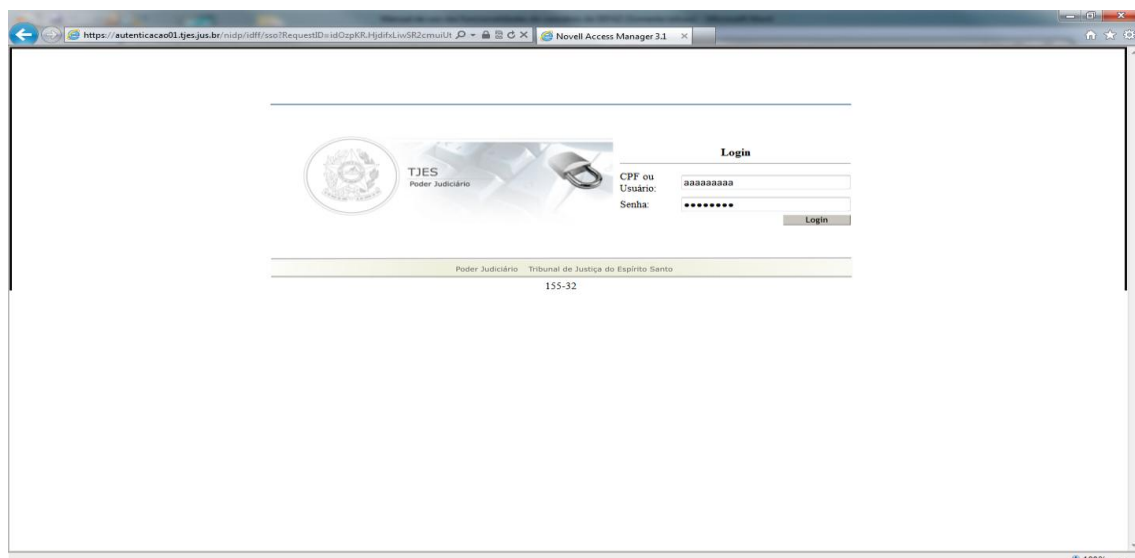 https://autenticacao01.tjes.jus.br/nidp/idff/sso?RequestID=idOzpKR.HjdifxLiwSR2cmuiUt
Novell Access Manager 3.1
Login
TJES
Poder Judiciário
CPF ou
Usuário:
aaaaaaaaa
Senha:
••••••••
Login
Poder Judiciário Tribunal de Justiça do Espírito Santo
155-32